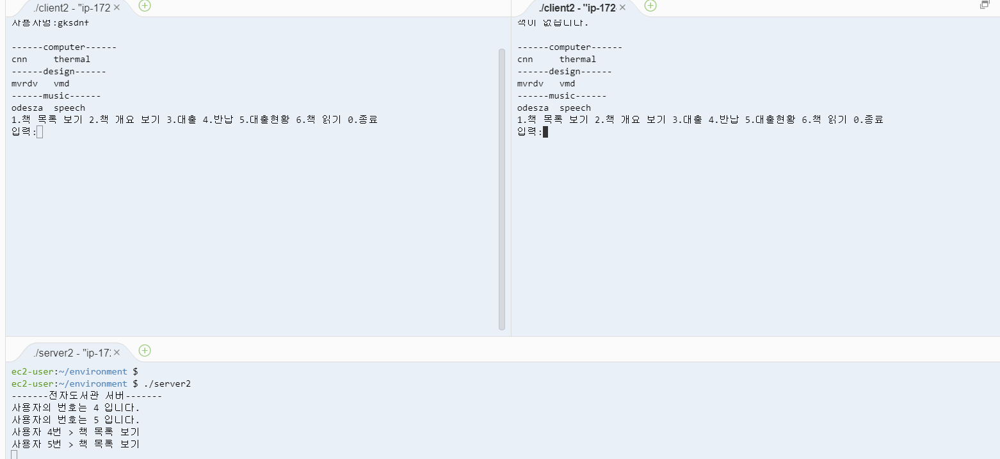 ./client2 - "ip-172
사용자명:gksdnf
------computer------
cnn     thermal
------design------
mvrdv   vmd
------music------
odesza  speech
1.책 목록 보기 2.책 개요 보기 3.대출 4.반납 5.대출현황 6.책 읽기 0.종료
입력:
./client2 - "ip-172
책이 없습니다.
------computer------
cnn     thermal
------design------
mvrdv   vmd
------music------
odesza  speech
1.책 목록 보기 2.책 개요 보기 3.대출 4.반납 5.대출현황 6.책 읽기 0.종료
입력:
./server2 - "ip-17
ec2-user:~/environment $
ec2-user:~/environment $ ./server2
-------전자도서관 서버-------
사용자의 번호는 4 입니다.
사용자의 번호는 5 입니다.
사용자 4번 > 책 목록 보기
사용자 5번 > 책 목록 보기